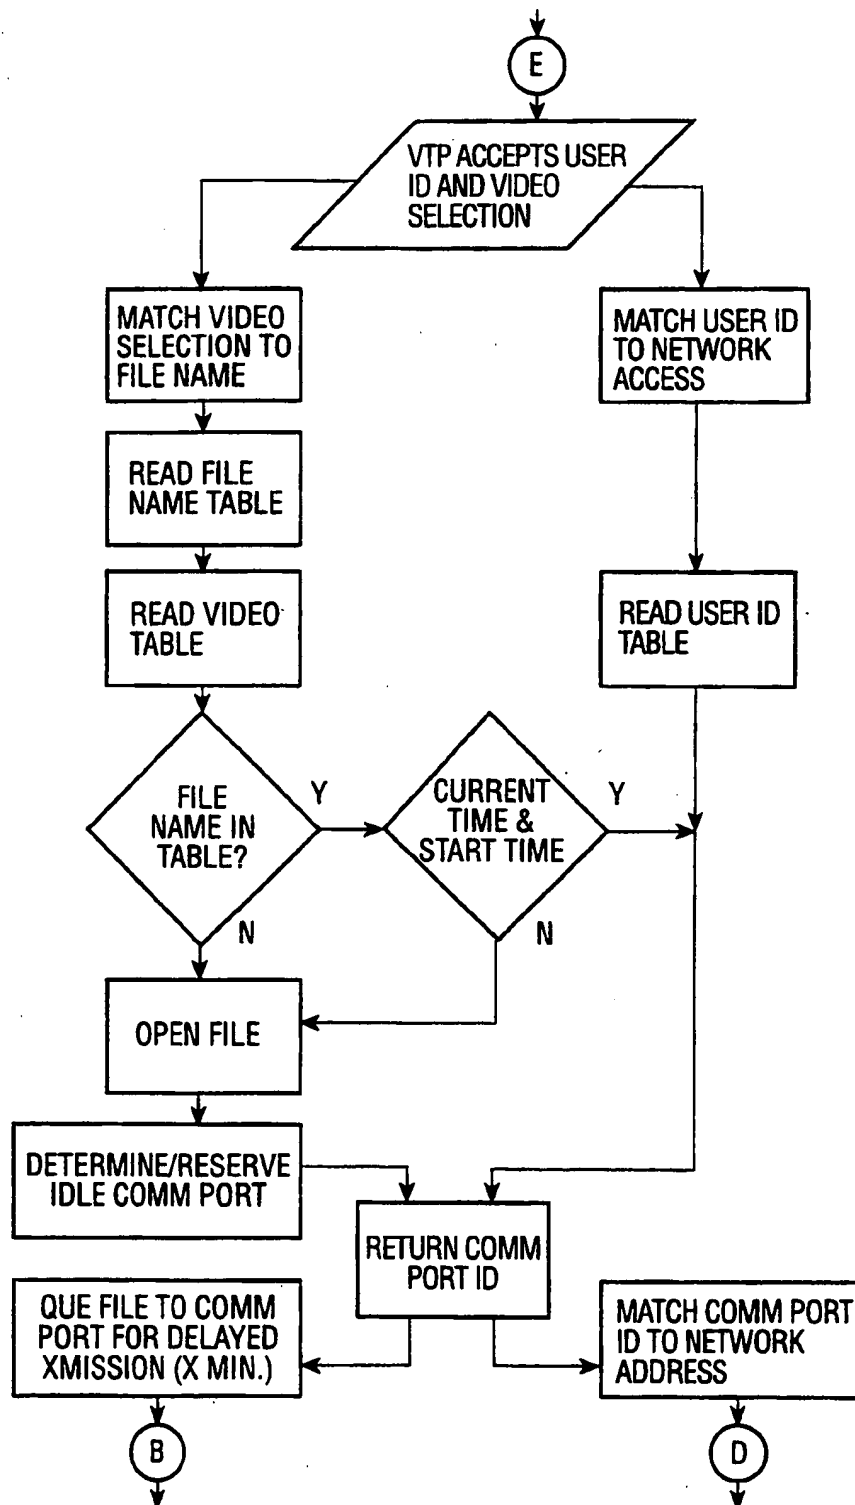 E
VTP ACCEPTS USER
ID AND VIDEO
SELECTION
MATCH VIDEO
SELECTION TO
FILE NAME
MATCH USER ID
TO NETWORK
ACCESS
READ FILE
NAME TABLE
READ VIDEO
TABLE
READ USER ID
TABLE
FILE
NAME IN
TABLE?
Y
CURRENT
TIME &
START TIME
Y
N
N
OPEN FILE
DETERMINE/RESERVE
IDLE COMM PORT
RETURN COMM
PORT ID
QUE FILE TO COMM
PORT FOR DELAYED
XMISSION (X MIN.)
MATCH COMM PORT
ID TO NETWORK
ADDRESS
B
D